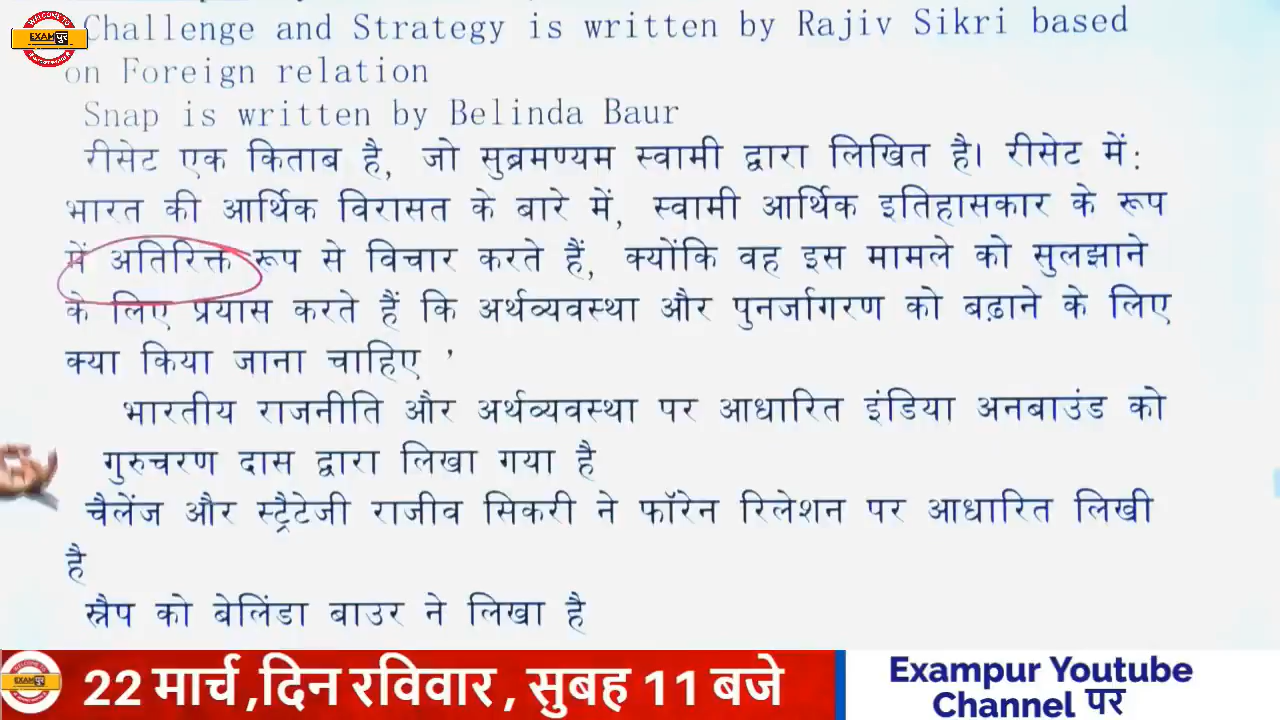 Challenge and Strategy is written by Rajiv Sikri based
on Foreign relation
Snap is written by Belinda Baur
रीसेट एक किताब है, जो सुब्रमण्यम स्वामी द्वारा लिखित है। रीसेट में:
भारत की आर्थिक विरासत के बारे में, स्वामी आर्थिक इतिहासकार के रूप
में अतिरिक्त रूप से विचार करते हैं, क्योंकि वह इस मामले को सुलझाने
के लिए प्रयास करते हैं कि अर्थव्यवस्था और पुनर्जागरण को बढ़ाने के लिए
क्या किया जाना चाहिए ’
भारतीय राजनीति और अर्थव्यवस्था पर आधारित इंडिया अनबाउंड को
गुरुचरण दास द्वारा लिखा गया है
चैलेंज और स्ट्रैटेजी राजीव सिकरी ने फॉरेन रिलेशन पर आधारित लिखी
है
स्नैप को बेलिंडा बाउर ने लिखा है
22 मार्च ,दिन रविवार , सुबह 11 बजे
Exampur Youtube
Channel पर